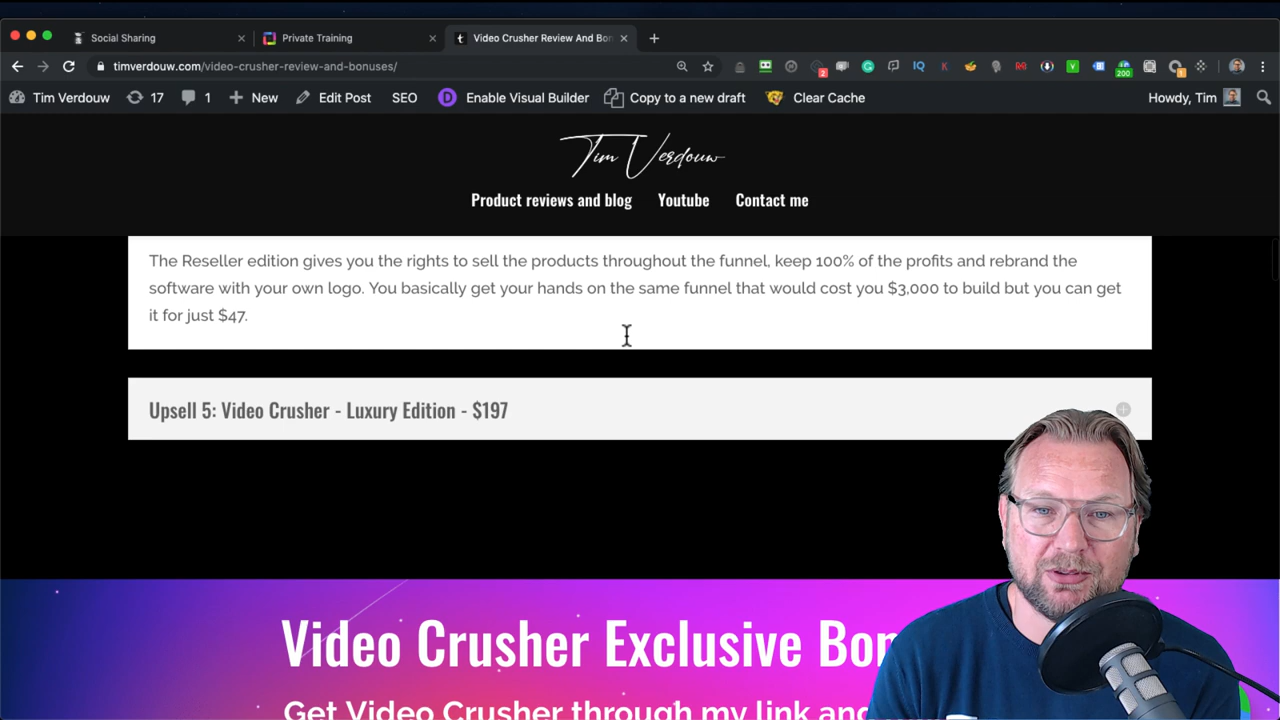 Social Sharing
Private Training
Video Crusher Review And Bon
timverdouw.com/video-crusher-review-and-bonuses/
Tim Verdouw 17 1 New Edit Post SEO Enable Visual Builder Copy to a new draft Clear Cache Howdy, Tim
Tim Verdouw
Product reviews and blog Youtube Contact me
The Reseller edition gives you the rights to sell the products throughout the funnel, keep 100% of the profits and rebrand the
software with your own logo. You basically get your hands on the same funnel that would cost you $3,000 to build but you can get
it for just $47.
Upsell 5: Video Crusher - Luxury Edition - $197
Video Crusher Exclusive Bon
Get Video Crusher through my link and